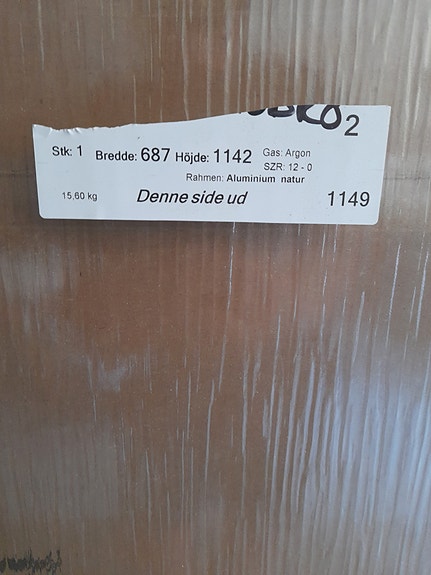 2
Stk: 1 Bredde: 687 Höjde: 1142 Gas: Argon
SZR: 12 - 0
Rahmen: Aluminium natur
15,60 kg Denne side ud 1149